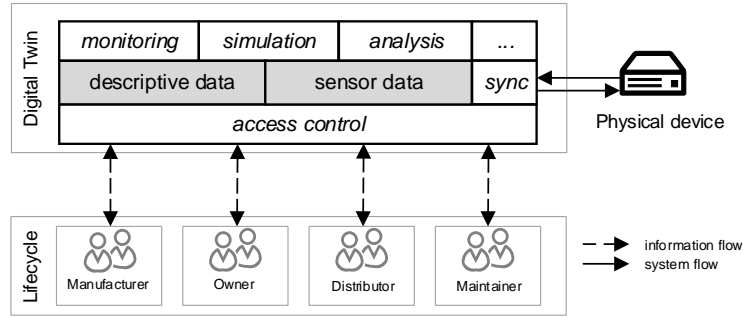 Digital Twin
monitoring
simulation
analysis
...
descriptive data
sensor data
sync
access control
Physical device
Lifecycle
Manufacturer
Owner
Distributor
Maintainer
information flow
system flow